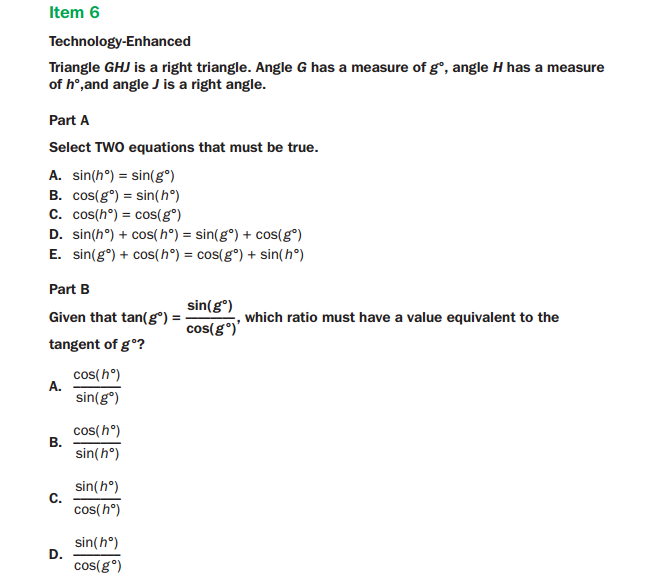 Item 6
Technology-Enhanced
Triangle GHJ is a right triangle. Angle G has a measure of g°, angle H has a measure
of h°,and angle J is a right angle.
Part A
Select TWO equations that must be true.
A. sin(h°) = sin(g°)
B. cos(g°) = sin(h°)
C. cos(h°) = cos(g°)
D. sin(h°) + cos(h°) = sin(g°) + cos(g°)
E. sin(g°) + cos(h°) = cos(g°) + sin(h°)
Part B
Given that tan(g°) = sin(g°)/cos(g°), which ratio must have a value equivalent to the
tangent of g°?
A. cos(h°)/sin(g°)
B. cos(h°)/sin(h°)
C. sin(h°)/cos(h°)
D. sin(h°)/cos(g°)